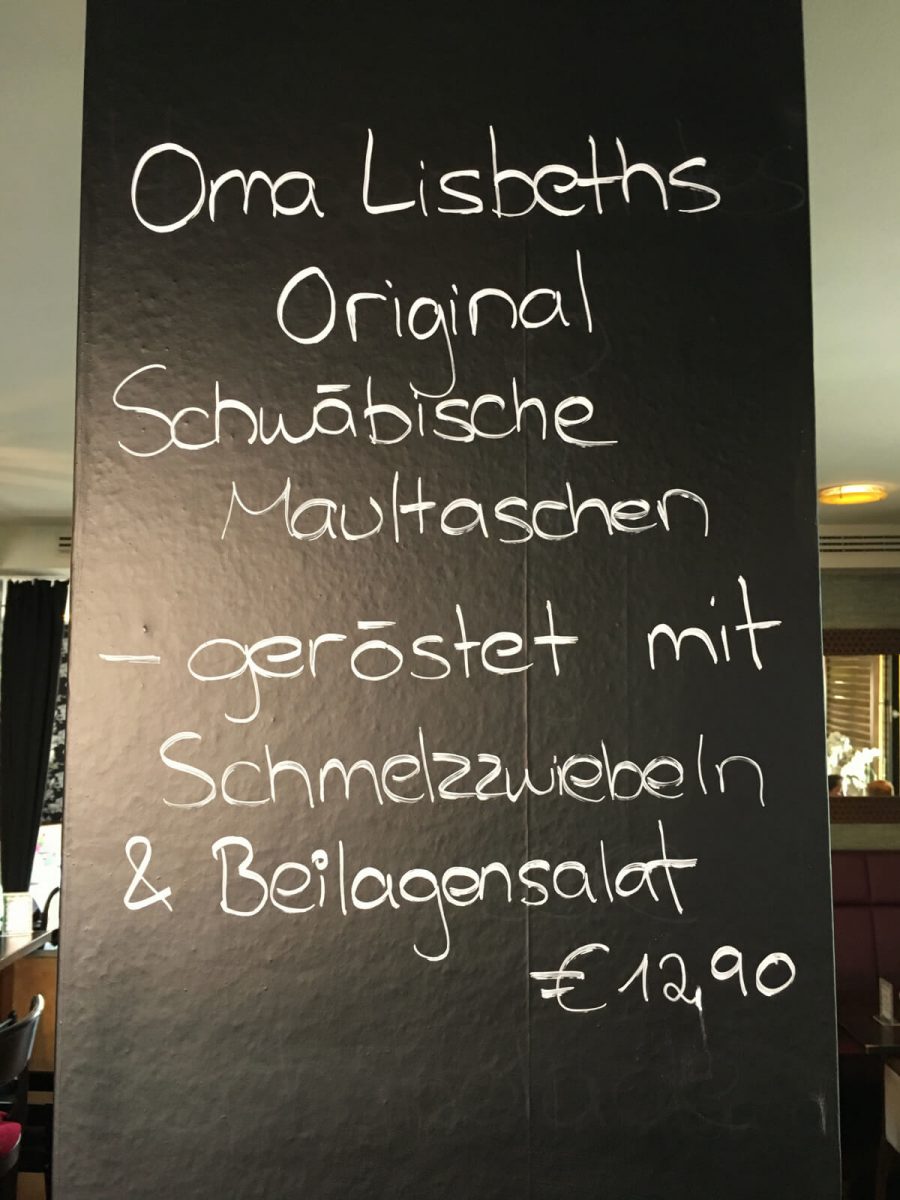 Oma Lisbeths
Original
Schwäbische
Maultaschen
- geröstet mit
Schmelzzwiebeln
& Beilagensalat
€ 12,90